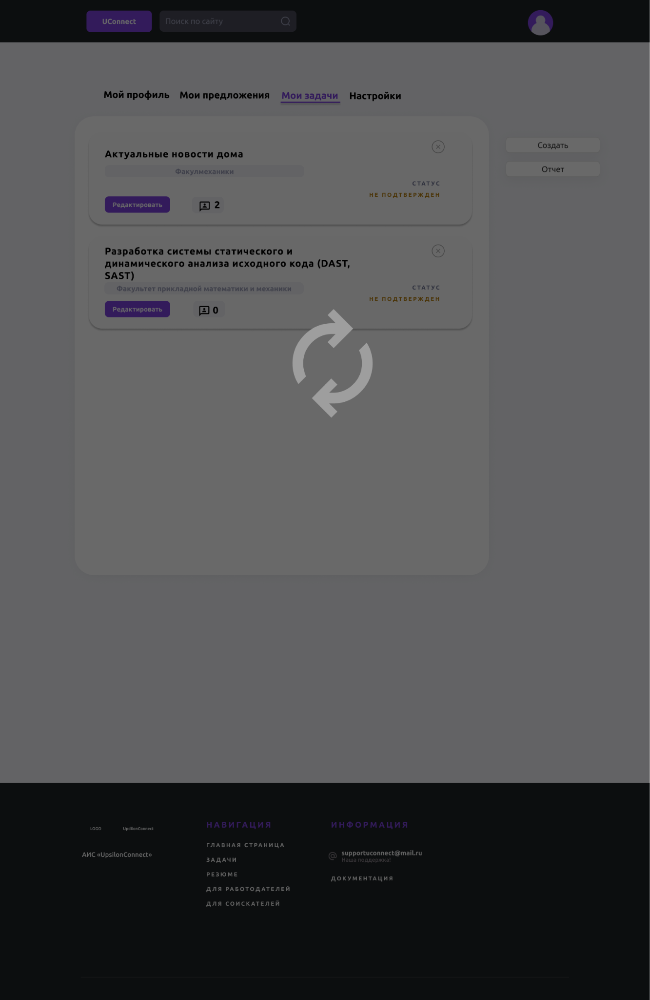 UConnect
Поиск по сайту
Мой профиль
Мои предложения
Мои задачи
Настройки
Актуальные новости дома
Факулмеханики
СТАТУС
НЕ ПОДТВЕРЖДЕН
Редактировать
2
Создать
Отчет
Разработка системы статического и
динамического анализа исходного кода (DAST,
SAST)
Факультет прикладной математики и механики
СТАТУС
НЕ ПОДТВЕРЖДЕН
Редактировать
0
LOGO
UpdilonConnect
АИС «UpsilonConnect»
НАВИГАЦИЯ
ГЛАВНАЯ СТРАНИЦА
ЗАДАЧИ
РЕЗЮМЕ
ДЛЯ РАБОТОДАТЕЛЕЙ
ДЛЯ СОИСКАТЕЛЕЙ
ИНФОРМАЦИЯ
supportuconnect@mail.ru
Наша поддержка!
ДОКУМЕНТАЦИЯ